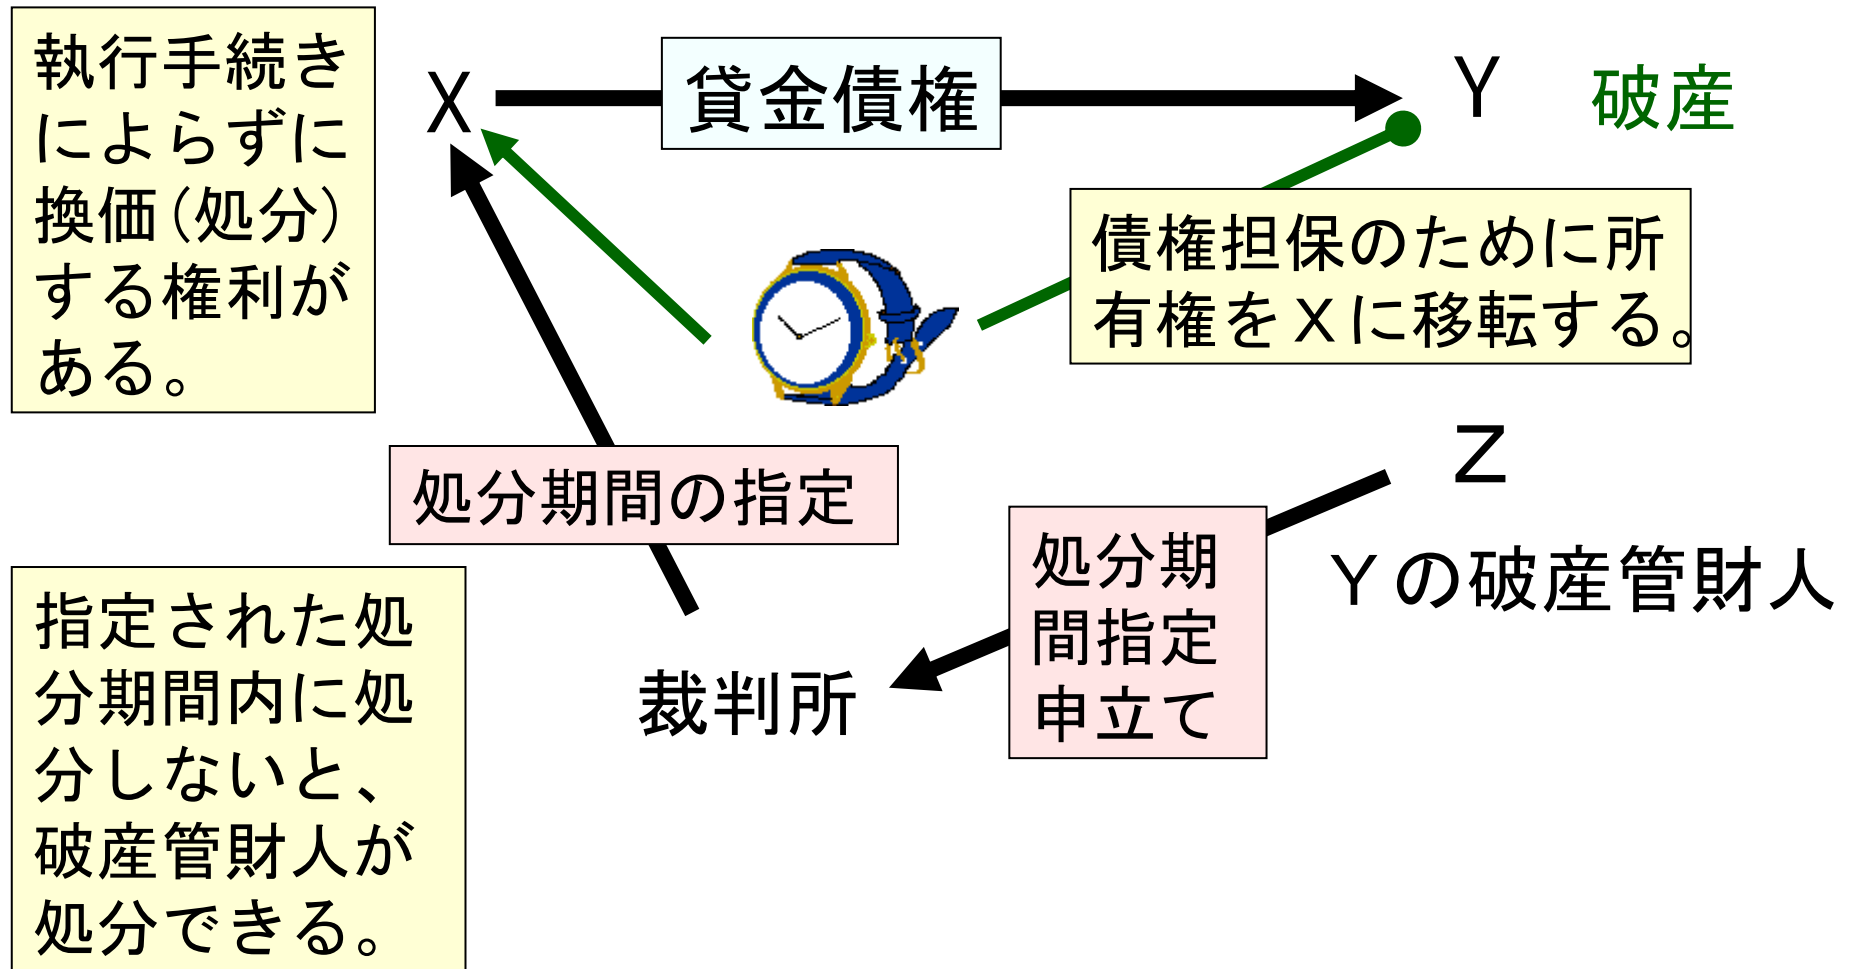 執行手続き
によらずに
換価(処分)
する権利が
ある。
X
貸金債権
Y
破産
債権担保のために所
有権をXに移転する。
処分期間の指定
Z
Yの破産管財人
処分期
間指定
申立て
裁判所
指定された処
分期間内に処
分しないと、
破産管財人が
処分できる。